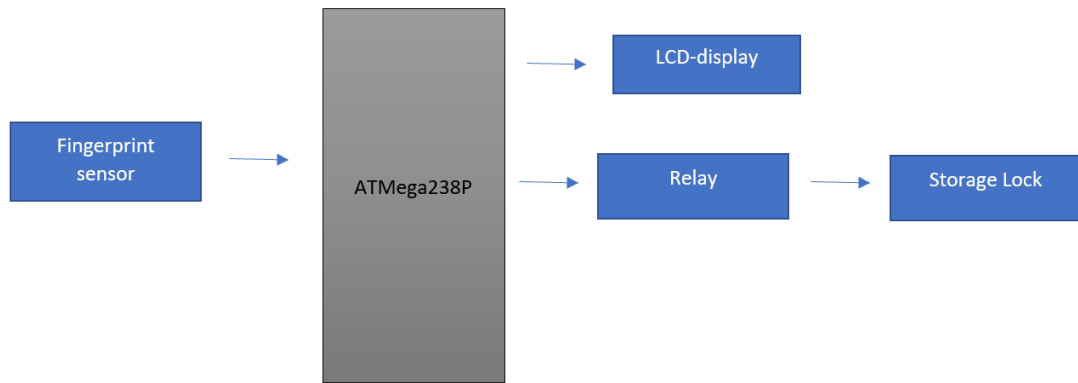 LCD-display
Fingerprint
sensor
ATMega238P
Relay
Storage Lock